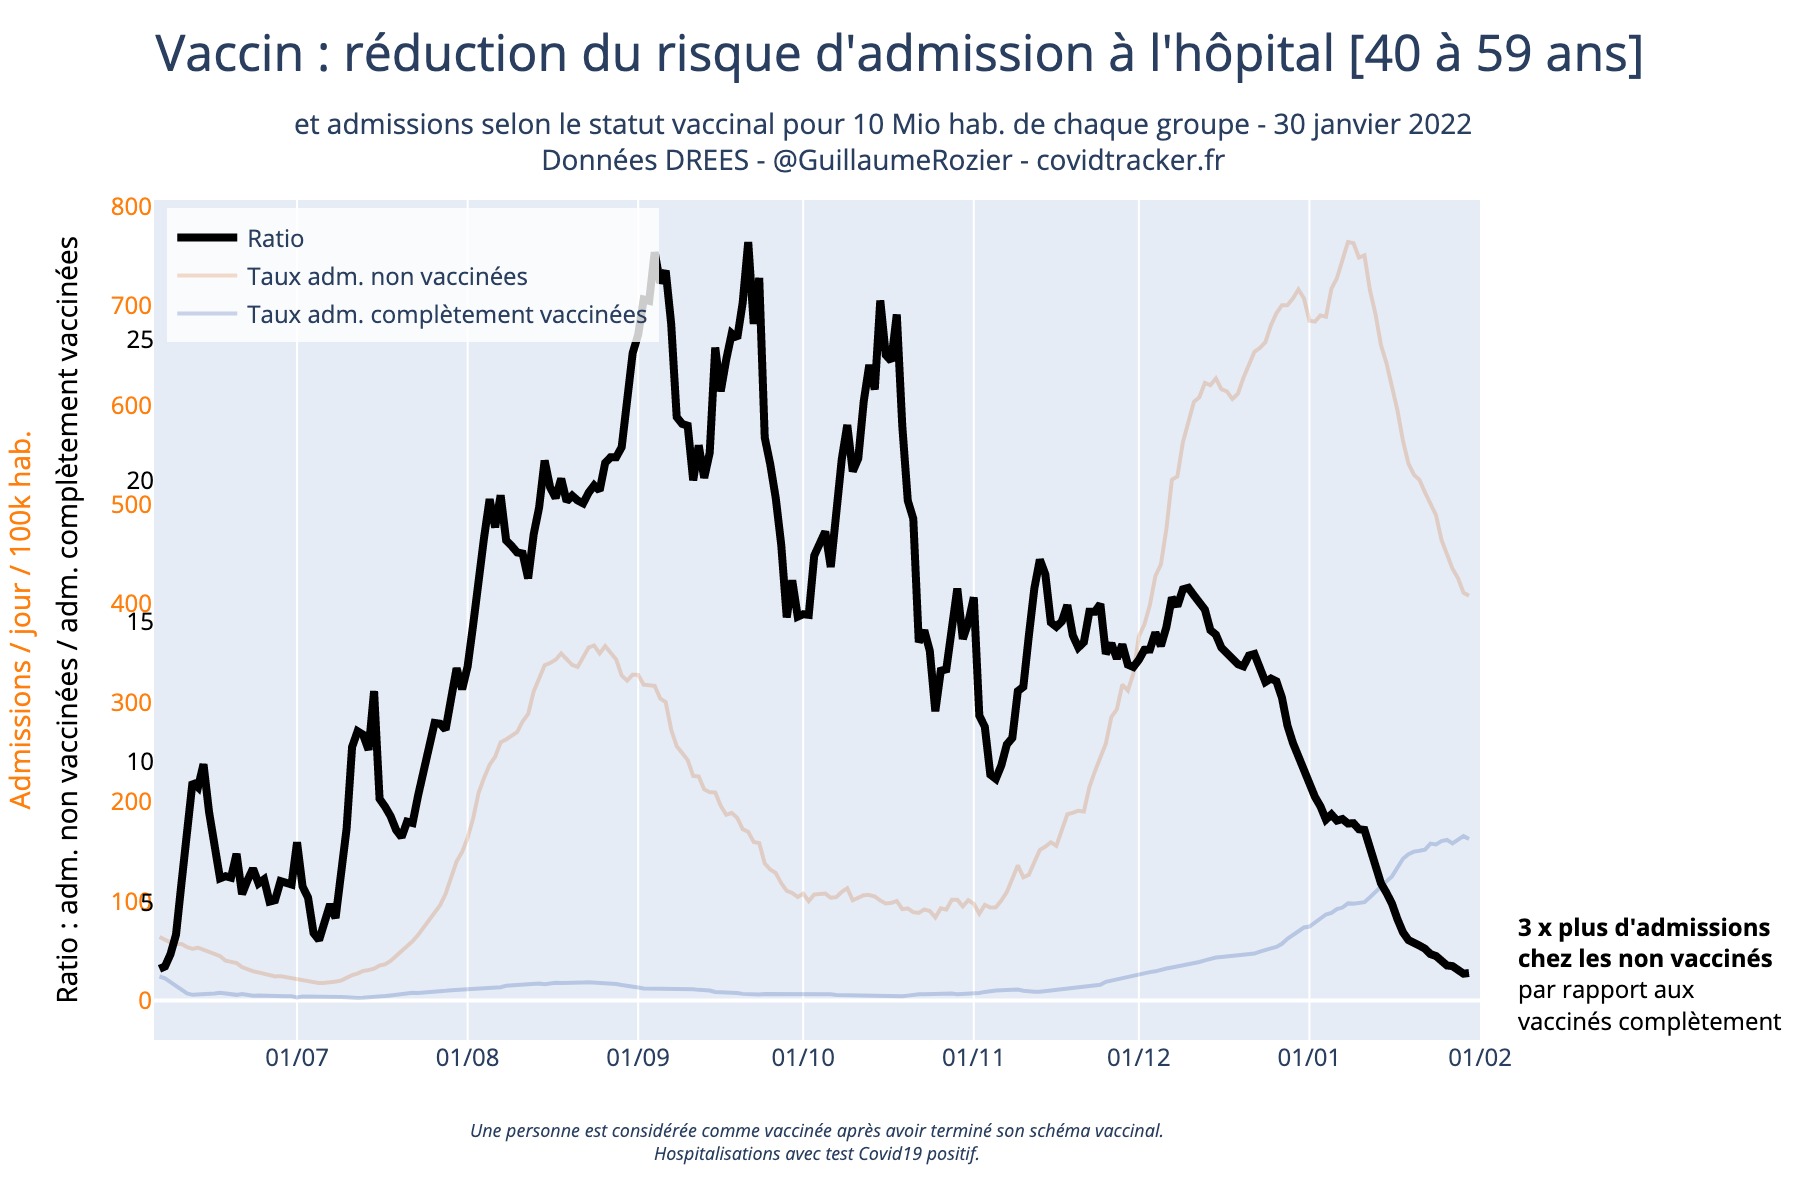 Vaccin : réduction du risque d'admission à l'hôpital [40 à 59 ans]
et admissions selon le statut vaccinal pour 10 Mio hab. de chaque groupe - 30 janvier 2022
Données DREES - @GuillaumeRozier - covidtracker.fr
Admissions / jour / 100k hab.
Ratio : adm. non vaccinées / adm. complètement vaccinées
800
700
600
500
400
300
200
100
0
25
20
15
10
5
Ratio
Taux adm. non vaccinées
Taux adm. complètement vaccinées
3 x plus d'admissions
chez les non vaccinés
par rapport aux
vaccinés complètement
01/07
01/08
01/09
01/10
01/11
01/12
01/01
01/02
Une personne est considérée comme vaccinée après avoir terminé son schéma vaccinal.
Hospitalisations avec test Covid19 positif.